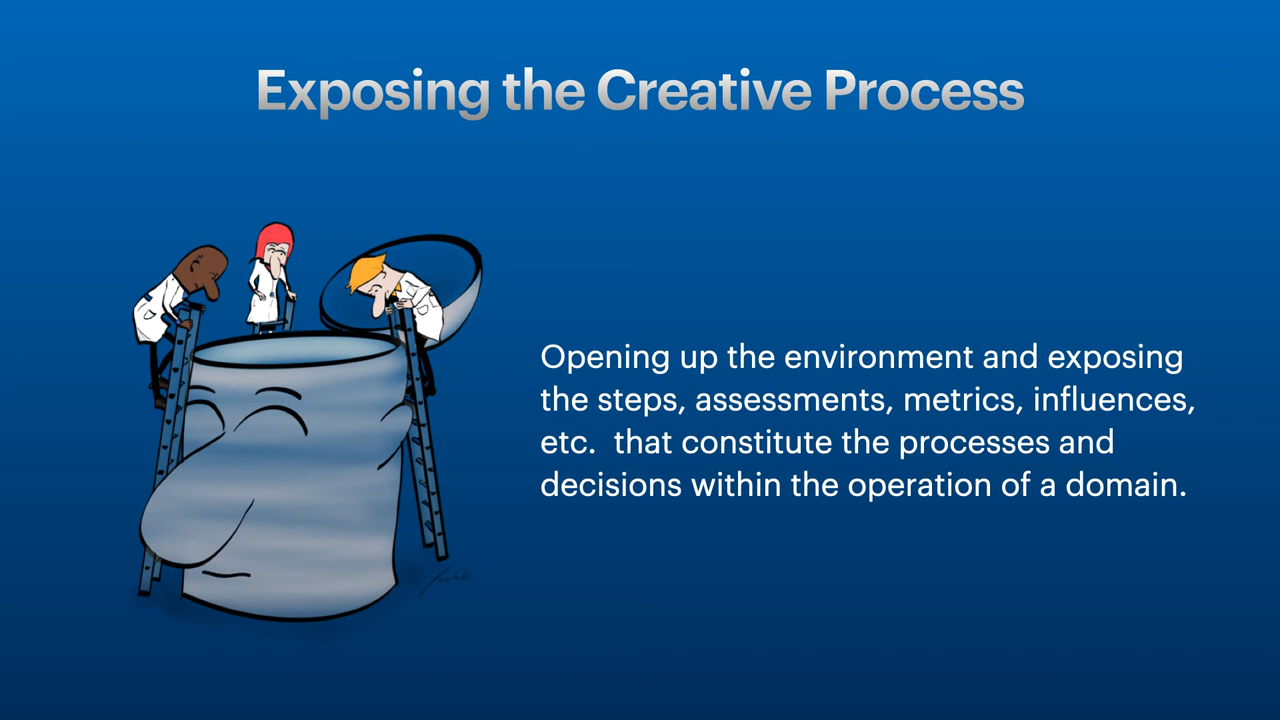 Exposing the Creative Process
Opening up the environment and exposing
the steps, assessments, metrics, influences,
etc.  that constitute the processes and
decisions within the operation of a domain.